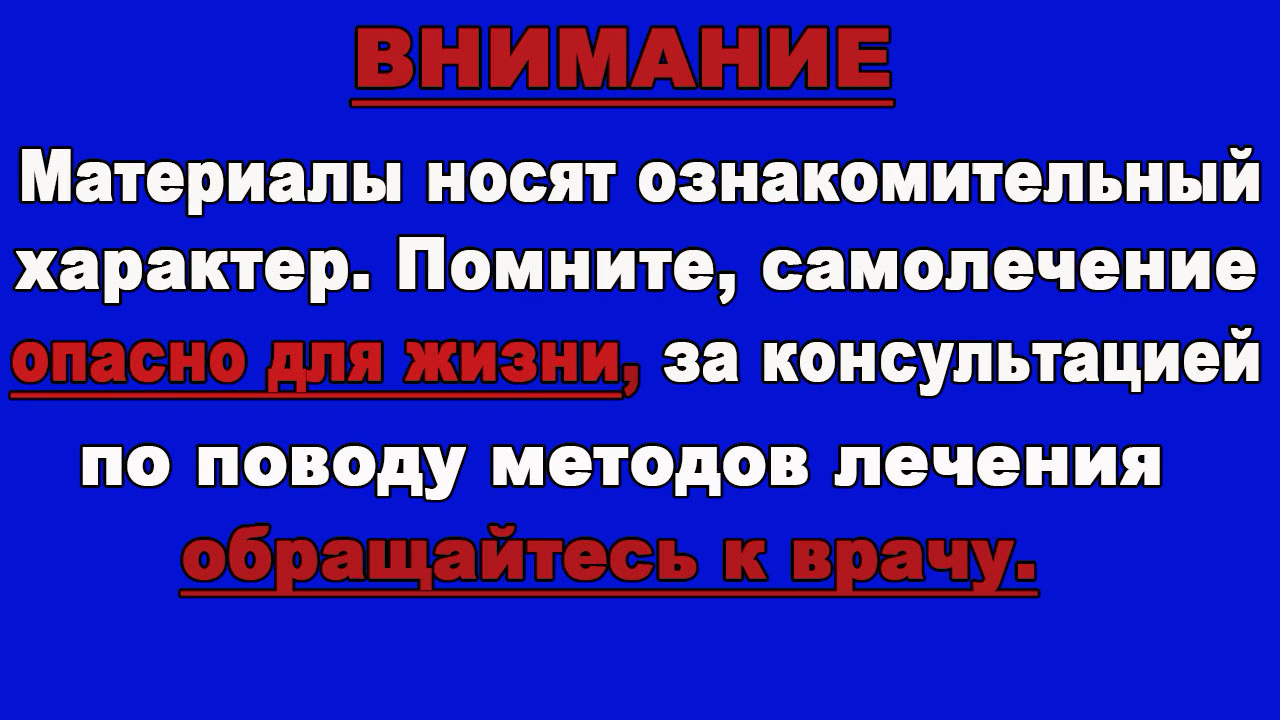 ВНИМАНИЕ
Материалы носят ознакомительный
характер. Помните, самолечение
опасно для жизни, за консультацией
по поводу методов лечения
обращайтесь к врачу.